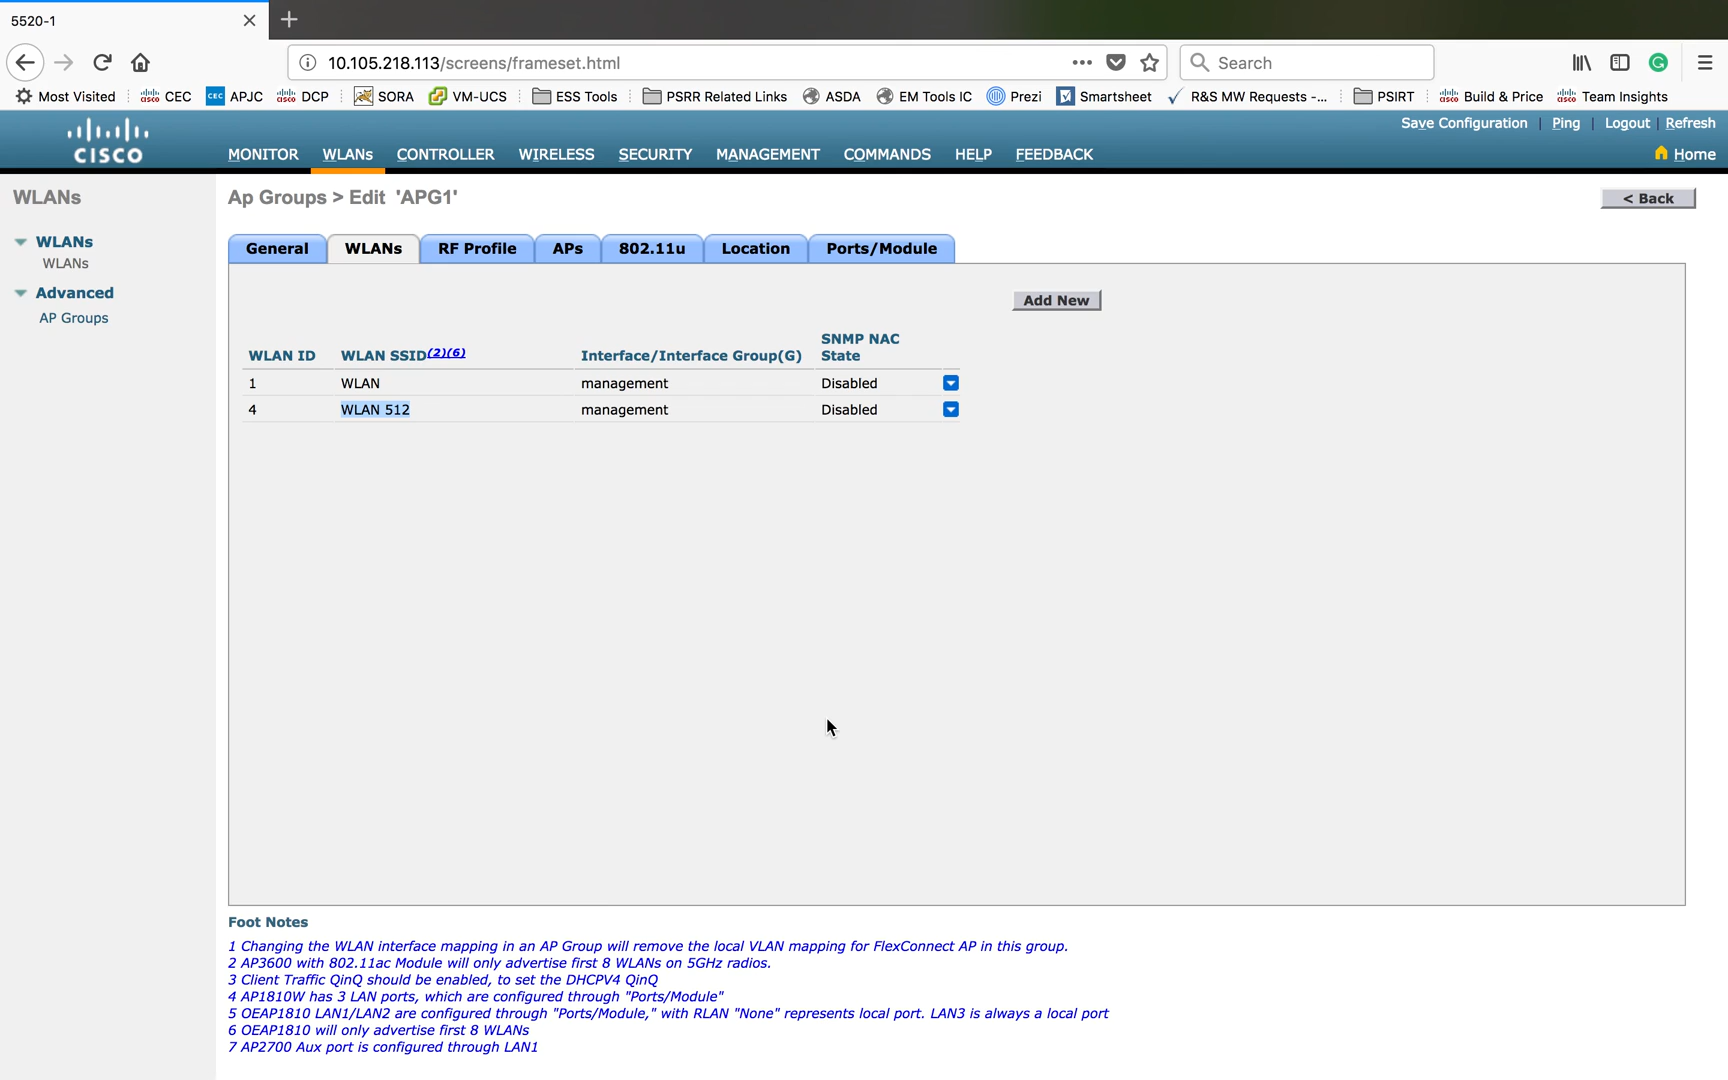 5520-1
10.105.218.113/screens/frameset.html
Search
Most Visited CEC CEC APJC DCP SORA VM-UCS ESS Tools PSRR Related Links ASDA EM Tools IC Prezi Smartsheet R&S MW Requests -... PSIRT Build & Price Team Insights
Save Configuration Ping Logout Refresh
CISCO
MONITOR WLANs CONTROLLER WIRELESS SECURITY MANAGEMENT COMMANDS HELP FEEDBACK
Home
WLANs
Ap Groups > Edit 'APG1'
< Back
WLANs
WLANs
Advanced
AP Groups
General WLANs RF Profile APs 802.11u Location Ports/Module
Add New
WLAN ID WLAN SSID(2)(6) Interface/Interface Group(G) SNMP NAC State
1 WLAN management Disabled
4 WLAN 512 management Disabled
Foot Notes
1 Changing the WLAN interface mapping in an AP Group will remove the local VLAN mapping for FlexConnect AP in this group.
2 AP3600 with 802.11ac Module will only advertise first 8 WLANs on 5GHz radios.
3 Client Traffic QinQ should be enabled, to set the DHCPV4 QinQ
4 AP1810W has 3 LAN ports, which are configured through "Ports/Module"
5 OEAP1810 LAN1/LAN2 are configured through "Ports/Module," with RLAN "None" represents local port. LAN3 is always a local port
6 OEAP1810 will only advertise first 8 WLANs
7 AP2700 Aux port is configured through LAN1